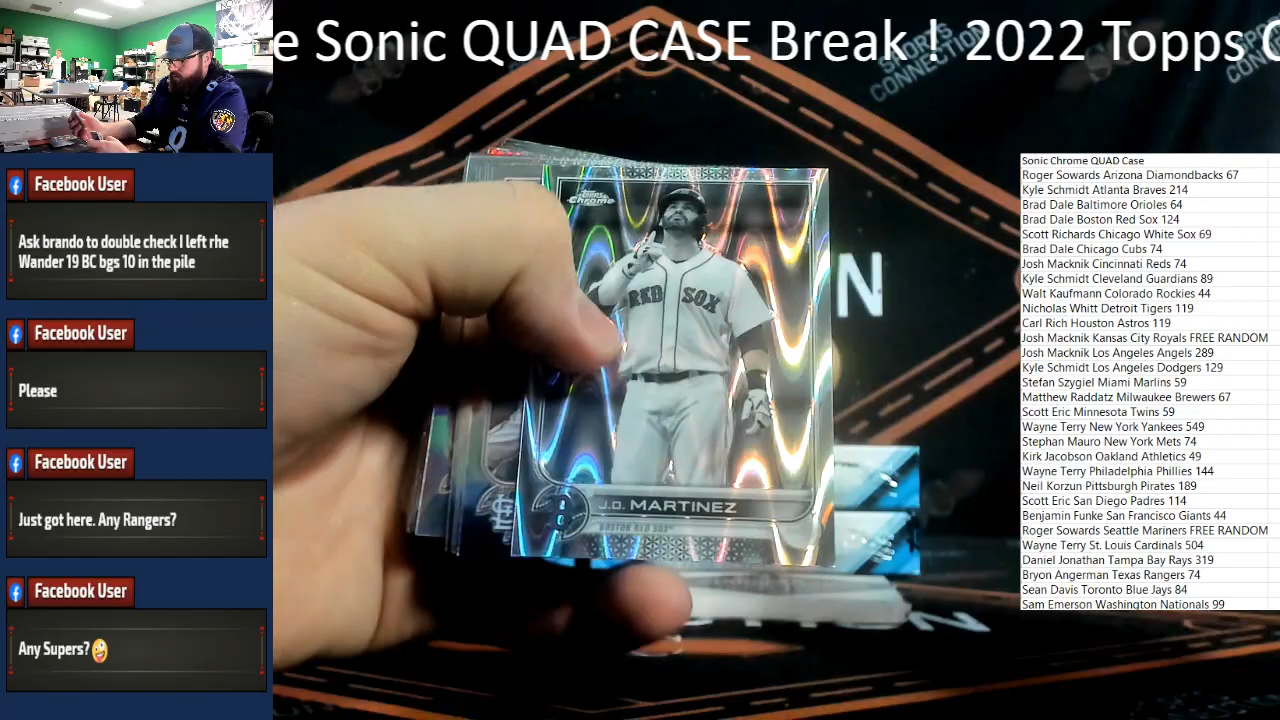 e Sonic QUAD CASE Break ! 2022 Topps C
NOW
SPORTS
CONNECTION
Facebook User
Ask brando to double check I left rhe
Wander 19 BC bgs 10 in the pile
Facebook User
Please
Facebook User
Just got here. Any Rangers?
Facebook User
Any Supers?🤪
Topps
Chrome
RED SOX
J.D. MARTINEZ
BOSTON RED SOX
N
Sonic Chrome QUAD Case
Roger Sowards Arizona Diamondbacks 67
Kyle Schmidt Atlanta Braves 214
Brad Dale Baltimore Orioles 64
Brad Dale Boston Red Sox 124
Scott Richards Chicago White Sox 69
Brad Dale Chicago Cubs 74
Josh Macknik Cincinnati Reds 74
Kyle Schmidt Cleveland Guardians 89
Walt Kaufmann Colorado Rockies 44
Nicholas Whitt Detroit Tigers 119
Carl Rich Houston Astros 119
Josh Macknik Kansas City Royals FREE RANDOM
Josh Macknik Los Angeles Angels 289
Kyle Schmidt Los Angeles Dodgers 129
Stefan Szygiel Miami Marlins 59
Matthew Raddatz Milwaukee Brewers 67
Scott Eric Minnesota Twins 59
Wayne Terry New York Yankees 549
Stephan Mauro New York Mets 74
Kirk Jacobson Oakland Athletics 49
Wayne Terry Philadelphia Phillies 144
Neil Korzun Pittsburgh Pirates 189
Scott Eric San Diego Padres 114
Benjamin Funke San Francisco Giants 44
Roger Sowards Seattle Mariners FREE RANDOM
Wayne Terry St. Louis Cardinals 504
Daniel Jonathan Tampa Bay Rays 319
Bryon Angerman Texas Rangers 74
Sean Davis Toronto Blue Jays 84
Sam Emerson Washington Nationals 99